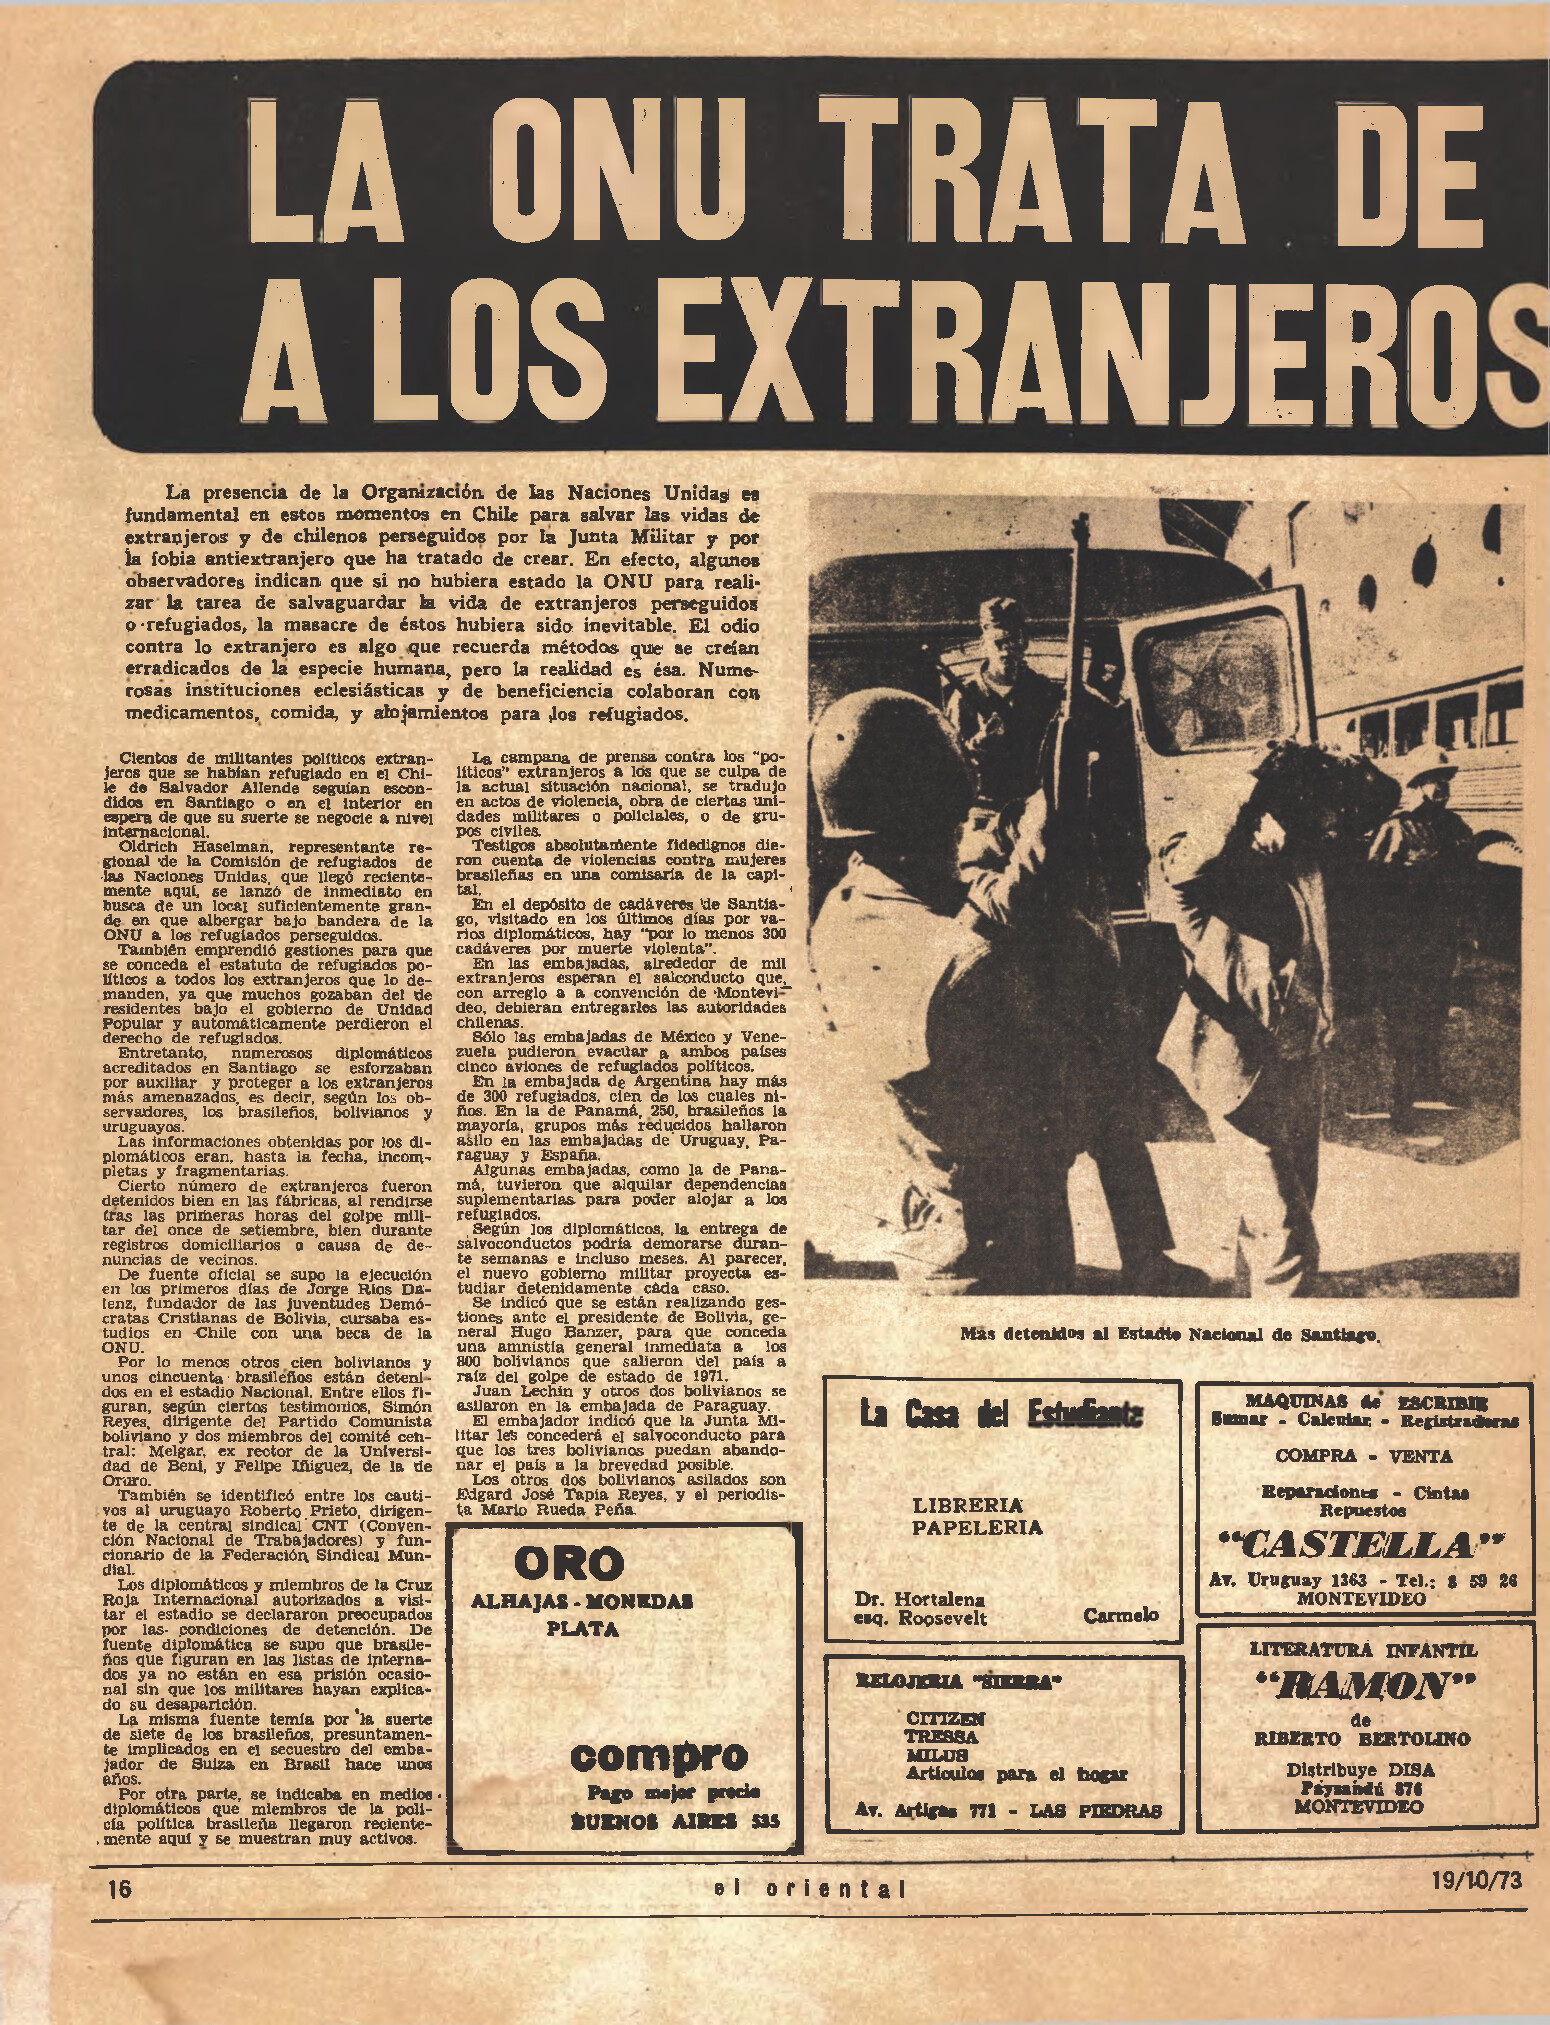 LA ONU TRATA DE
A LOS EXTRANJEROS
La presencia de la Organización de las Naciones Unidas es
fundamental en estos momentos en Chile para salvar las vidas de
extranjeros y de chilenos perseguidos por la Junta Militar y por
la fobia antiextranjero que ha tratado de crear. En efecto, algunos
observadores indican que si no hubiera estado la ONU para reali-
zar la tarea de salvaguardar la vida de extranjeros perseguidos
o refugiados, la masacre de éstos hubiera sido inevitable. El odio
contra lo extranjero es algo que recuerda métodos que se creían
erradicados de la especie humana, pero la realidad es ésa. Nume-
rosas instituciones eclesiásticas y de beneficiencia colaboran con
medicamentos, comida, y alojamientos para los refugiados.
Cientos de militantes políticos extran-
jeros que se habían refugiado en el Chi-
le de Salvador Allende seguían escon-
didos en Santiago o en el interior en
espera de que su suerte se negocie a nivel
internacional.
Oldrich Haselman, representante re-
gional de la Comisión de refugiados de
las Naciones Unidas, que llegó reciente-
mente aquí, se lanzó de inmediato en
busca de un local suficientemente gran-
de en que albergar bajo bandera de la
ONU a los refugiados perseguidos.
También emprendió gestiones para que
se conceda el estatuto de refugiados po-
líticos a todos los extranjeros que lo de-
manden, ya que muchos gozaban del de
residentes bajo el gobierno de Unidad
Popular y automáticamente perdieron el
derecho de refugiados.
Entretanto, numerosos diplomáticos
acreditados en Santiago se esforzaban
por auxiliar y proteger a los extranjeros
más amenazados, es decir, según los ob-
servadores, los brasileños, bolivianos y
uruguayos.
Las informaciones obtenidas por los di-
plomáticos eran, hasta la fecha, incom-
pletas y fragmentarias.
Cierto número de extranjeros fueron
detenidos bien en las fábricas, al rendirse
tras las primeras horas del golpe mili-
tar del once de setiembre, bien durante
registros domiciliarios o causa de de-
nuncias de vecinos.
De fuente oficial se supo la ejecución
en los primeros días de Jorge Ríos Da-
lenz, fundador de las juventudes Demó-
cratas Cristianas de Bolivia, cursaba es-
tudios en Chile con una beca de la
ONU.
Por lo menos otros cien bolivianos y
unos cincuenta brasileños están deteni-
dos en el estadio Nacional. Entre ellos fi-
guran, según ciertos testimonios, Simón
Reyes, dirigente del Partido Comunista
boliviano y dos miembros del comité cen-
tral: Melgar, ex rector de la Universi-
dad de Beni, y Felipe Iñiguez, de la de
Oruro.
También se identificó entre los cauti-
vos al uruguayo Roberto Prieto, dirigen-
te de la central sindical CNT (Conven-
ción Nacional de Trabajadores) y fun-
cionario de la Federación Sindical Mun-
dial.
Los diplomáticos y miembros de la Cruz
Roja Internacional autorizados a visi-
tar el estadio se declararon preocupados
por las condiciones de detención. De
fuente diplomática se supo que brasile-
ños que figuran en las listas de interna-
dos ya no están en esa prisión ocasio-
nal sin que los militares hayan explica-
do su desaparición.
La misma fuente temía por la suerte
de siete de los brasileños, presuntamen-
te implicados en el secuestro del emba-
jador de Suiza en Brasil hace unos
años.
Por otra parte, se indicaba en medios
diplomáticos que miembros de la poli-
cía política brasileña llegaron reciente-
mente aquí y se muestran muy activos.
La campana de prensa contra los "po-
líticos" extranjeros a los que se culpa de
la actual situación nacional, se tradujo
en actos de violencia, obra de ciertas uni-
dades militares o policiales, o de gru-
pos civiles.
Testigos absolutamente fidedignos die-
ron cuenta de violencias contra mujeres
brasileñas en una comisaría de la capi-
tal.
En el depósito de cadáveres de Santia-
go, visitado en los últimos días por va-
rios diplomáticos, hay "por lo menos 300
cadáveres por muerte violenta".
En las embajadas, alrededor de mil
extranjeros esperan el salconducto que,
con arreglo a a convención de Montevi-
deo, debieran entregarles las autoridades
chilenas.
Sólo las embajadas de México y Vene-
zuela pudieron evacuar a ambos países
cinco aviones de refugiados políticos.
En la embajada de Argentina hay más
de 300 refugiados, cien de los cuales ni-
ños. En la de Panamá, 250, brasileños la
mayoría, grupos más reducidos hallaron
asilo en las embajadas de Uruguay, Pa-
raguay y España.
Algunas embajadas, como la de Pana-
má, tuvieron que alquilar dependencias
suplementarias para poder alojar a los
refugiados.
Según los diplomáticos, la entrega de
salvoconductos podría demorarse duran-
te semanas e incluso meses. Al parecer,
el nuevo gobierno militar proyecta es-
tudiar detenidamente cada caso.
Se indicó que se están realizando ges-
tiones ante el presidente de Bolivia, ge-
neral Hugo Banzer, para que conceda
una amnistía general inmediata a los
800 bolivianos que salieron del país a
raíz del golpe de estado de 1971.
Juan Lechín y otros dos bolivianos se
asilaron en la embajada de Paraguay.
El embajador indicó que la Junta Mi-
litar les concederá el salvoconducto para
que los tres bolivianos puedan abando-
nar el país a la brevedad posible.
Los otros dos bolivianos asilados son
Edgard José Tapia Reyes, y el periodis-
ta Mario Rueda Peña.
Más detenidos al Estadio Nacional de Santiago.
ORO
ALHAJAS - MONEDAS
PLATA
compro
Pago mejor precio
BUENOS AIRES 535
La Casa del Estudiante
LIBRERIA
PAPELERIA
Dr. Hortalena
esq. Roosevelt Carmelo
RELOJERIA "SIERRA"
CITIZEN
TRESSA
MILUS
Artículos para el hogar
Av. Artigas 771 - LAS PIEDRAS
MAQUINAS de ESCRIBIR
Sumar - Calcular - Registradoras
COMPRA - VENTA
Reparaciones - Cintas
Repuestos
"CASTELLA"
Av. Uruguay 1363 - Tel.: 8 59 26
MONTEVIDEO
LITERATURA INFANTIL
"RAMON"
de
RIBERTO BERTOLINO
Distribuye DISA
Paysandú 876
MONTEVIDEO
16 el oriental 19/10/73